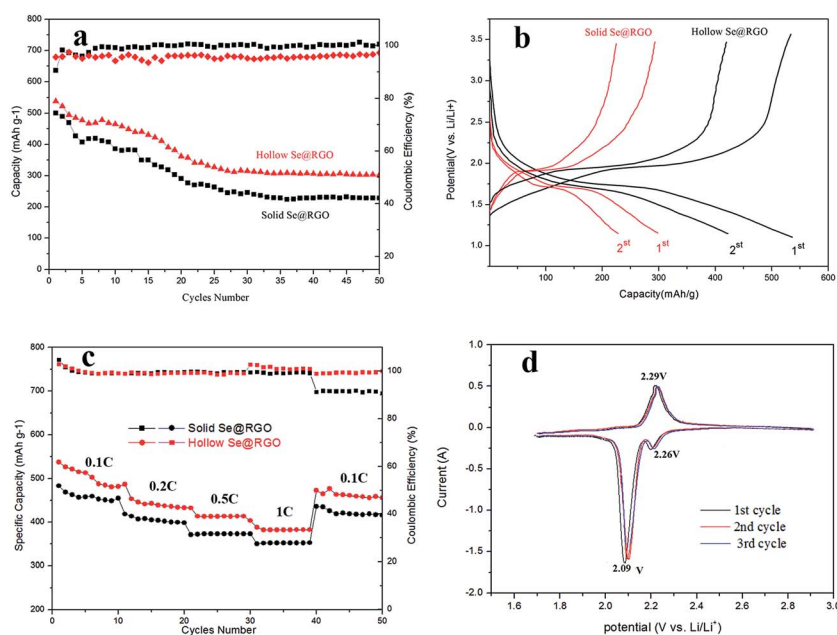 a
800
700
600
500
400
300
200
100
0
Capacity (mAh g-1)
100
80
60
40
20
Coulombic Efficiency (%)
Hollow Se@RGO
Solid Se@RGO
0 5 10 15 20 25 30 35 40 45 50
Cycles Number
b
Solid Se@RGO
Hollow Se@RGO
3.5
3.0
2.5
2.0
1.5
1.0
Potential(V vs. Li/Li+)
2st
1st
2st
1st
0 100 200 300 400 500 600
Capacity(mAh/g)
c
800
750
700
650
600
550
500
450
400
350
300
250
200
Specific Capacity (mAh g-1)
100
80
60
40
20
0
Coulombic Efficiency (%)
Solid Se@RGO
Hollow Se@RGO
0.1C
0.2C
0.5C
1C
0.1C
0 10 20 30 40 50
Cycles Number
d
1.0
0.5
0.0
-0.5
-1.0
-1.5
-2.0
Current (A)
2.29V
2.26V
2.09 V
1st cycle
2nd cycle
3rd cycle
1.6 1.8 2.0 2.2 2.4 2.6 2.8 3.0
potential (V vs. Li/Li+)